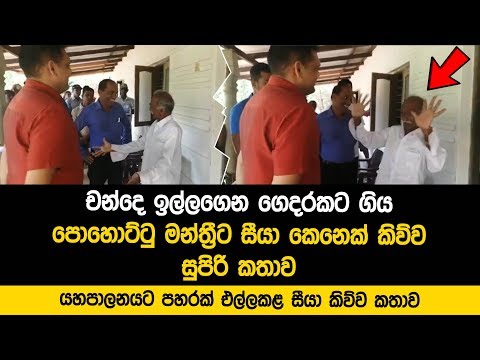 චන්දෙ ඉල්ලගෙන ගෙදරකට ගිය
පොහොට්ටු මන්ත්‍රීට සීයා කෙනෙක් කිව්ව
සුපිරි කතාව
යහපාලනයට පහරක් එල්ලකළ සීයා කිව්ව කතාව